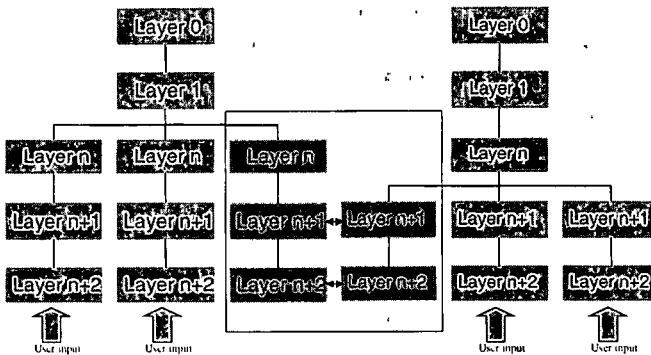 Layer 0 Layer 0
Layer 1 Layer 1
Layer n Layer n Layer n Layer n
Layer n+1 Layer n+1 Layer n+1 Layer n+1 Layer n+1 Layer n+1
Layer n+2 Layer n+2 Layer n+2 Layer n+2 Layer n+2 Layer n+2
User input User input User input User input